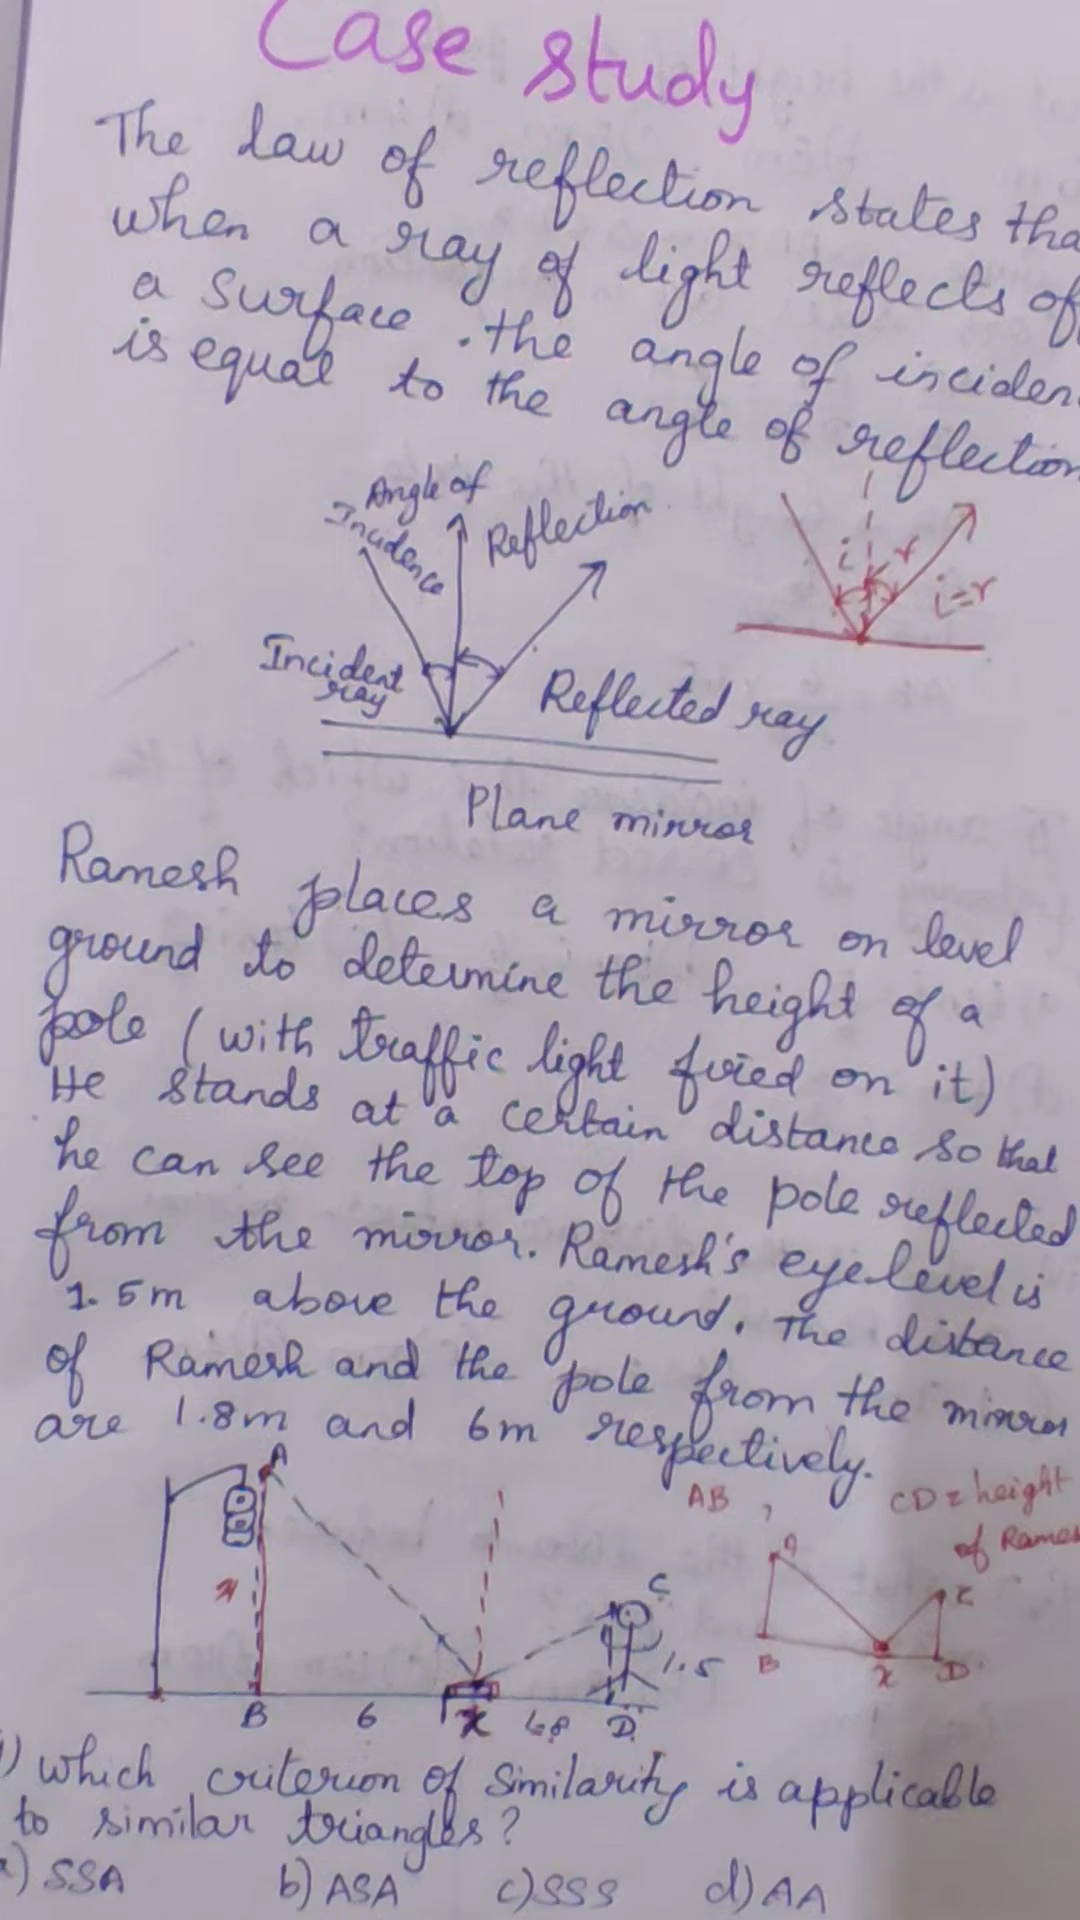 Case study
The law of reflection states tha
when a ray of light reflects of
a surface. the angle of inciden
is equal to the angle of reflection
Angle of
Incidence
Reflection
i r
i=r
Incident
ray
Reflected ray
Plane mirror
Ramesh places a mirror on level
ground to determine the height of a
pole (with traffic light fixed on it)
He stands at a certain distance so that
he can see the top of the pole reflected
from the mirror. Ramesh's eye level is
1.5m above the ground. The distance
of Ramesh and the pole from the mirror
are 1.8m and 6m respectively.
A
AB ?
CD = height
of Rames
A
C
C
1.5
B
X
D
B 6 X D
i) which criterion of similarity is applicable
to similar triangles?
a) SSA b) ASA c) SSS d) AA